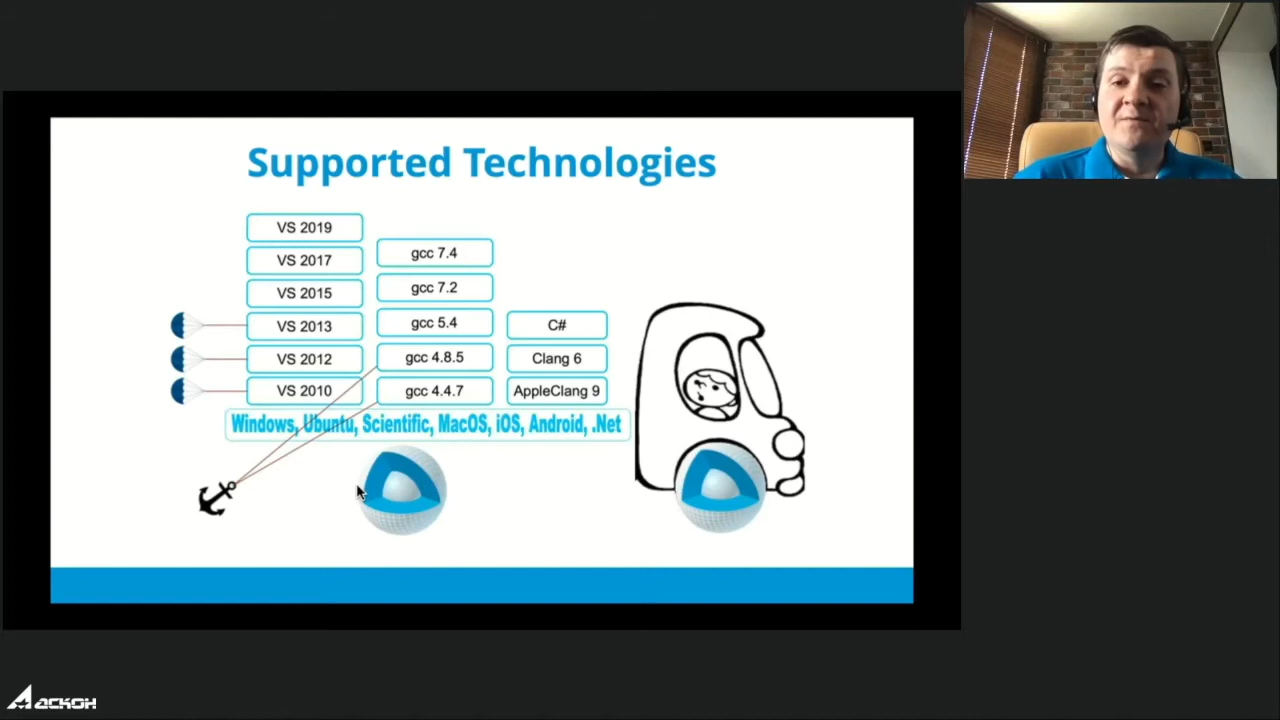 Supported Technologies
VS 2019
VS 2017
VS 2015
VS 2013
VS 2012
VS 2010
gcc 7.4
gcc 7.2
gcc 5.4
gcc 4.8.5
gcc 4.4.7
C#
Clang 6
AppleClang 9
Windows, Ubuntu, Scientific, MacOS, iOS, Android, .Net
АСКОН